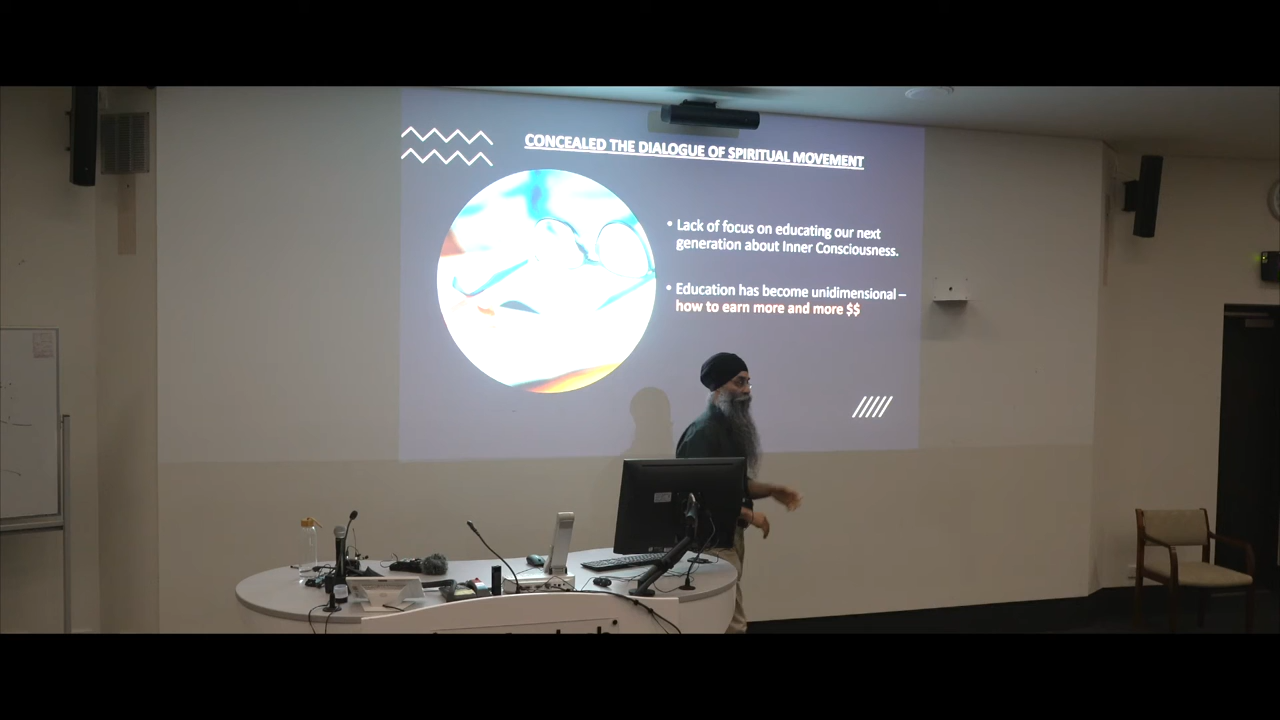 CONCEALED THE DIALOGUE OF SPIRITUAL MOVEMENT
• Lack of focus on educating our next
generation about Inner Consciousness.
• Education has become unidimensional –
how to earn more and more $$